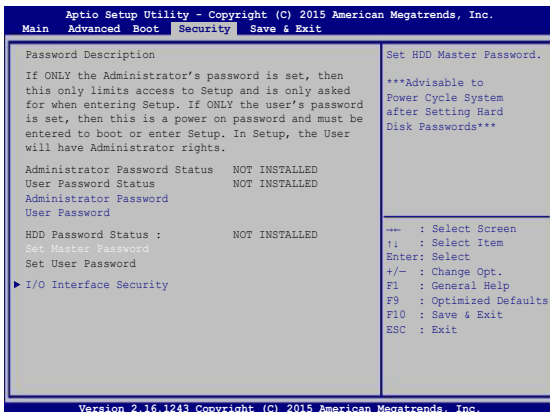 Aptio Setup Utility - Copyright (C) 2015 American Megatrends, Inc.
Main Advanced Boot Security Save & Exit
Password Description
If ONLY the Administrator's password is set, then
this only limits access to Setup and is only asked
for when entering Setup. If ONLY the user's password
is set, then this is a power on password and must be
entered to boot or enter Setup. In Setup, the User
will have Administrator rights.
Administrator Password Status NOT INSTALLED
User Password Status NOT INSTALLED
Administrator Password
User Password
HDD Password Status : NOT INSTALLED
Set Master Password
Set User Password
I/O Interface Security
Set HDD Master Password.
***Advisable to
Power Cycle System
after Setting Hard
Disk Passwords***
→← : Select Screen
↑↓ : Select Item
Enter: Select
+/— : Change Opt.
F1 : General Help
F9 : Optimized Defaults
F10 : Save & Exit
ESC : Exit
Version 2.16.1243 Copyright (C) 2015 American Megatrends, Inc.